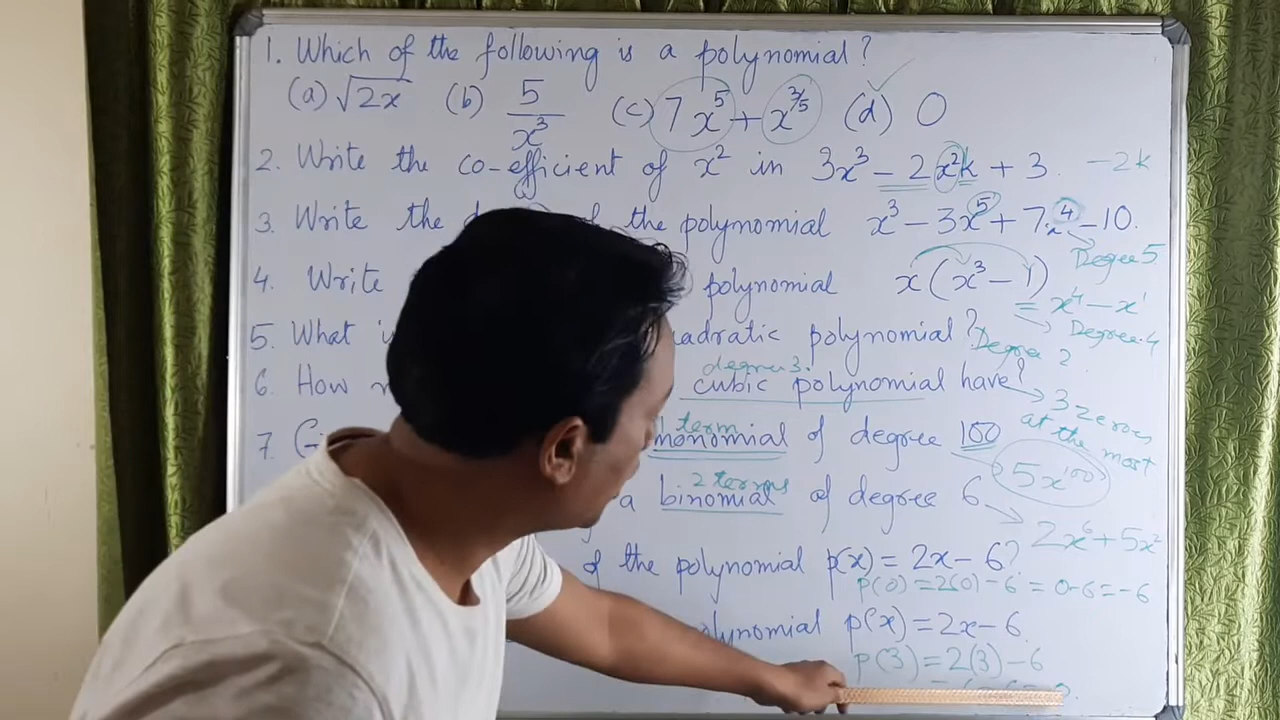 1. Which of the following is a polynomial?
(a) √2x (b) 5/x³ (c) 7x⁵ + x^3/5 (d) 0 ✓
2. Write the co-efficient of x² in 3x³ - 2x²k + 3. -2k
3. Write the of the polynomial x³ - 3x⁵ + 7x⁴ - 10.
Degree 5
4. Write polynomial x(x³ - 1)
= x⁴ - x¹
Degree 4
5. What quadratic polynomial? Degree 2
degree 3.
6. How cubic polynomial have? 3 zeroes at the most
term
7. monomial of degree 100 5x¹⁰⁰
2 terms
a binomial of degree 6 2x⁶ + 5x²
of the polynomial p(x) = 2x - 6?
p(0) = 2(0) - 6 = 0-6 = -6
polynomial p(x) = 2x - 6.
p(3) = 2(3) - 6